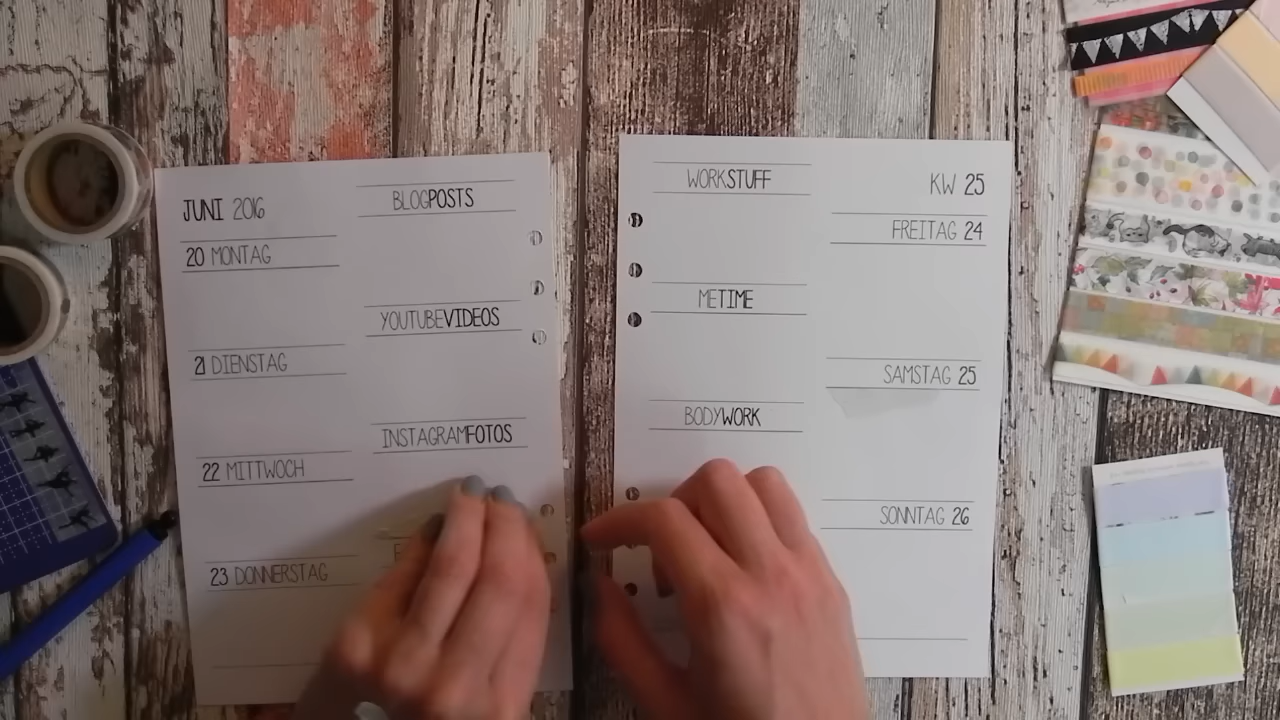 JUNI 2016
20 MONTAG
21 DIENSTAG
22 MITTWOCH
23 DONNERSTAG
BLOGPOSTS
YOUTUBEVIDEOS
INSTAGRAMFOTOS
WORKSTUFF
METIME
BODYWORK
KW 25
FREITAG 24
SAMSTAG 25
SONNTAG 26